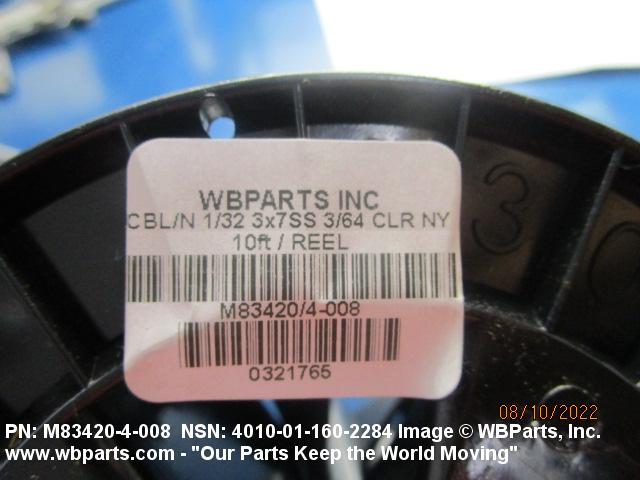 WBPARTS INC
CBL/N 1/32 3x7SS 3/64 CLR NY
10ft / REEL
M83420/4-008
0321765
30
08/10/2022
PN: M83420-4-008 NSN: 4010-01-160-2284 Image © WBParts, Inc.
www.wbparts.com - "Our Parts Keep the World Moving"